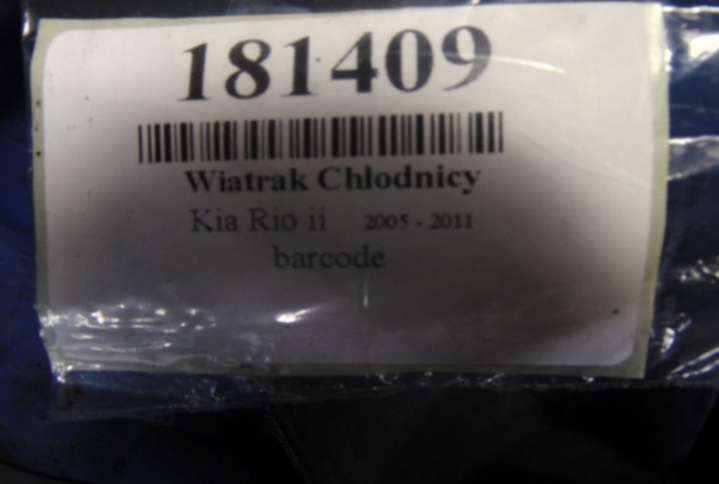 181409
Wiatrak Chlodnicy
Kia Rio ii 2005 - 2011
barcode